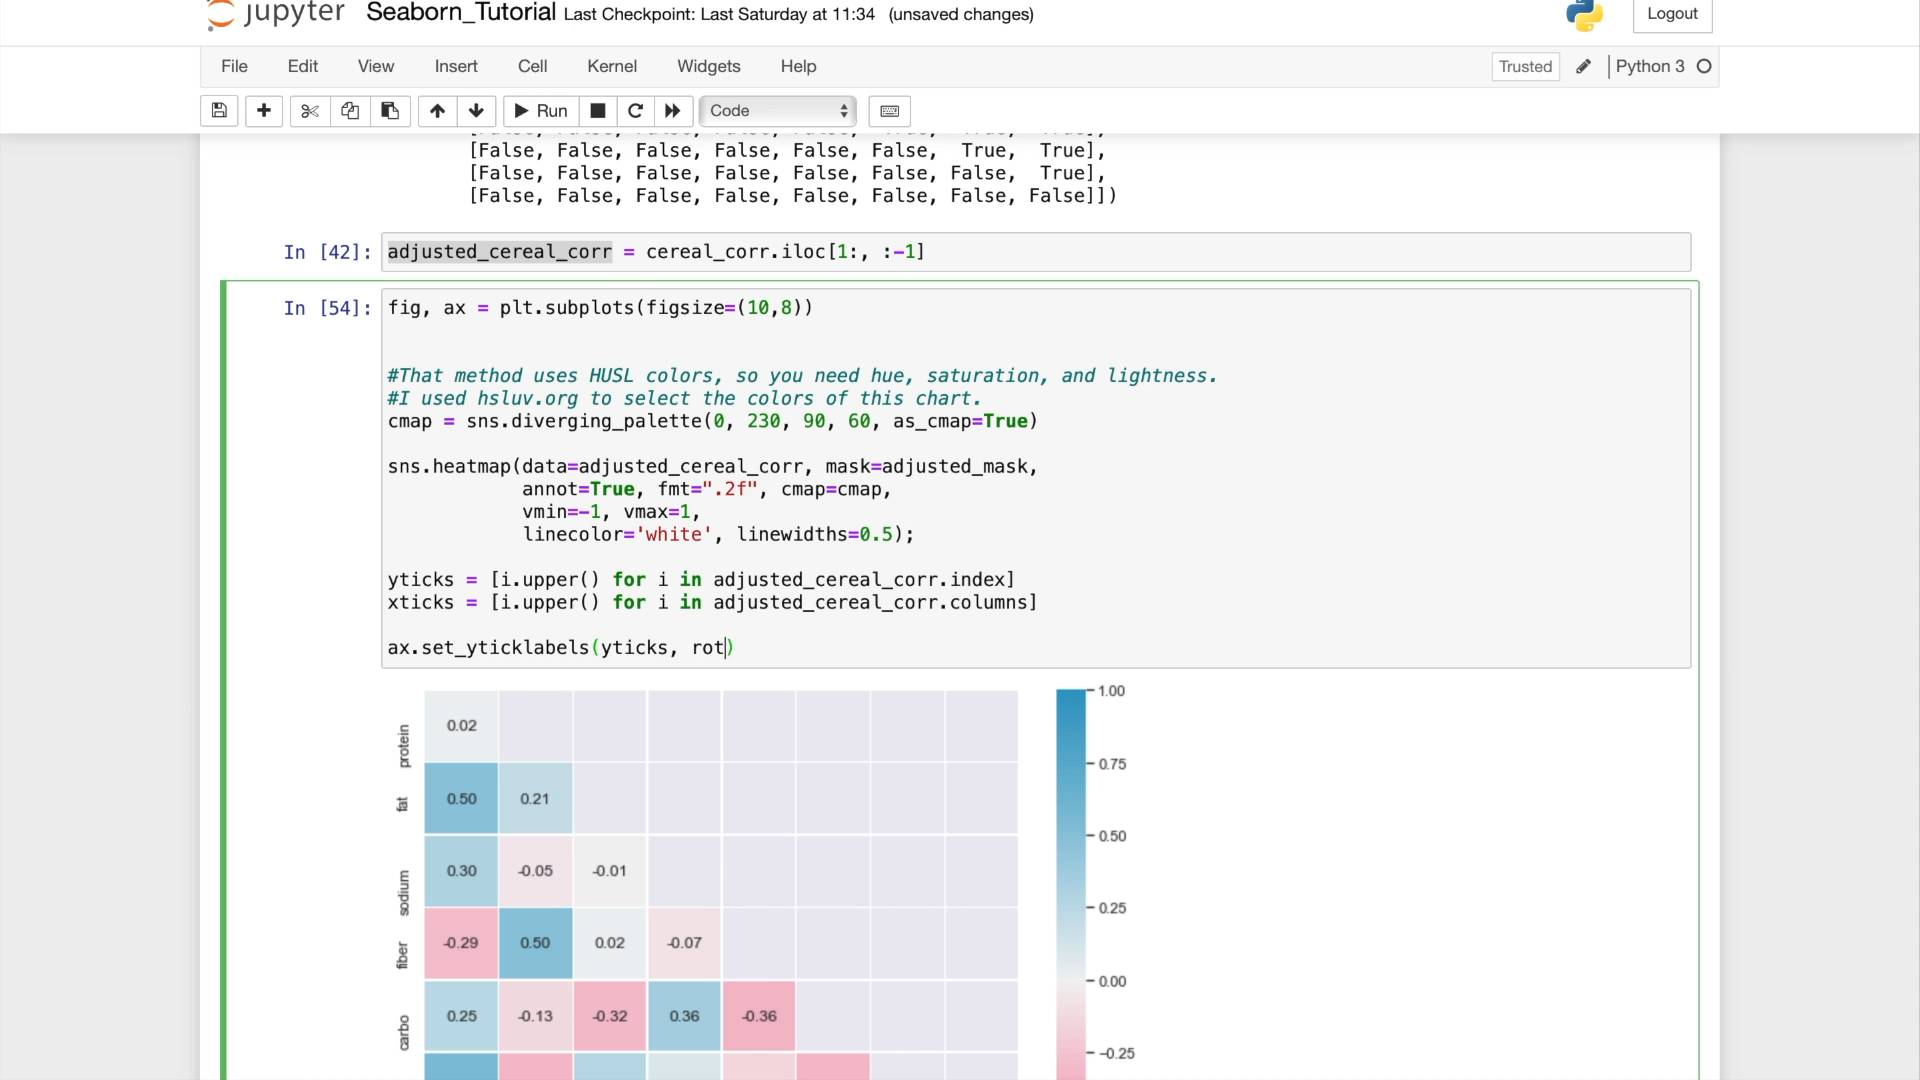 jupyter Seaborn_Tutorial Last Checkpoint: Last Saturday at 11:34 (unsaved changes) Logout
File Edit View Insert Cell Kernel Widgets Help Trusted Python 3
Run Code
[False, False, False, False, False, False, True, True],
[False, False, False, False, False, False, False, True],
[False, False, False, False, False, False, False, False]])
In [42]: adjusted_cereal_corr = cereal_corr.iloc[1:, :-1]
In [54]: fig, ax = plt.subplots(figsize=(10,8))
#That method uses HUSL colors, so you need hue, saturation, and lightness.
#I used hsluv.org to select the colors of this chart.
cmap = sns.diverging_palette(0, 230, 90, 60, as_cmap=True)
sns.heatmap(data=adjusted_cereal_corr, mask=adjusted_mask,
annot=True, fmt=".2f", cmap=cmap,
vmin=-1, vmax=1,
linecolor='white', linewidths=0.5);
yticks = [i.upper() for i in adjusted_cereal_corr.index]
xticks = [i.upper() for i in adjusted_cereal_corr.columns]
ax.set_yticklabels(yticks, rot)
protein 0.02
fat 0.50 0.21
sodium 0.30 -0.05 -0.01
fiber -0.29 0.50 0.02 -0.07
carbo 0.25 -0.13 -0.32 0.36 -0.36
1.00
0.75
0.50
0.25
0.00
-0.25